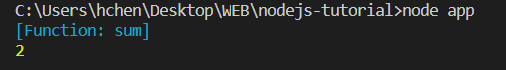 C:\Users\hchen\Desktop\WEB\nodejs-tutorial>node app
[Function: sum]
2